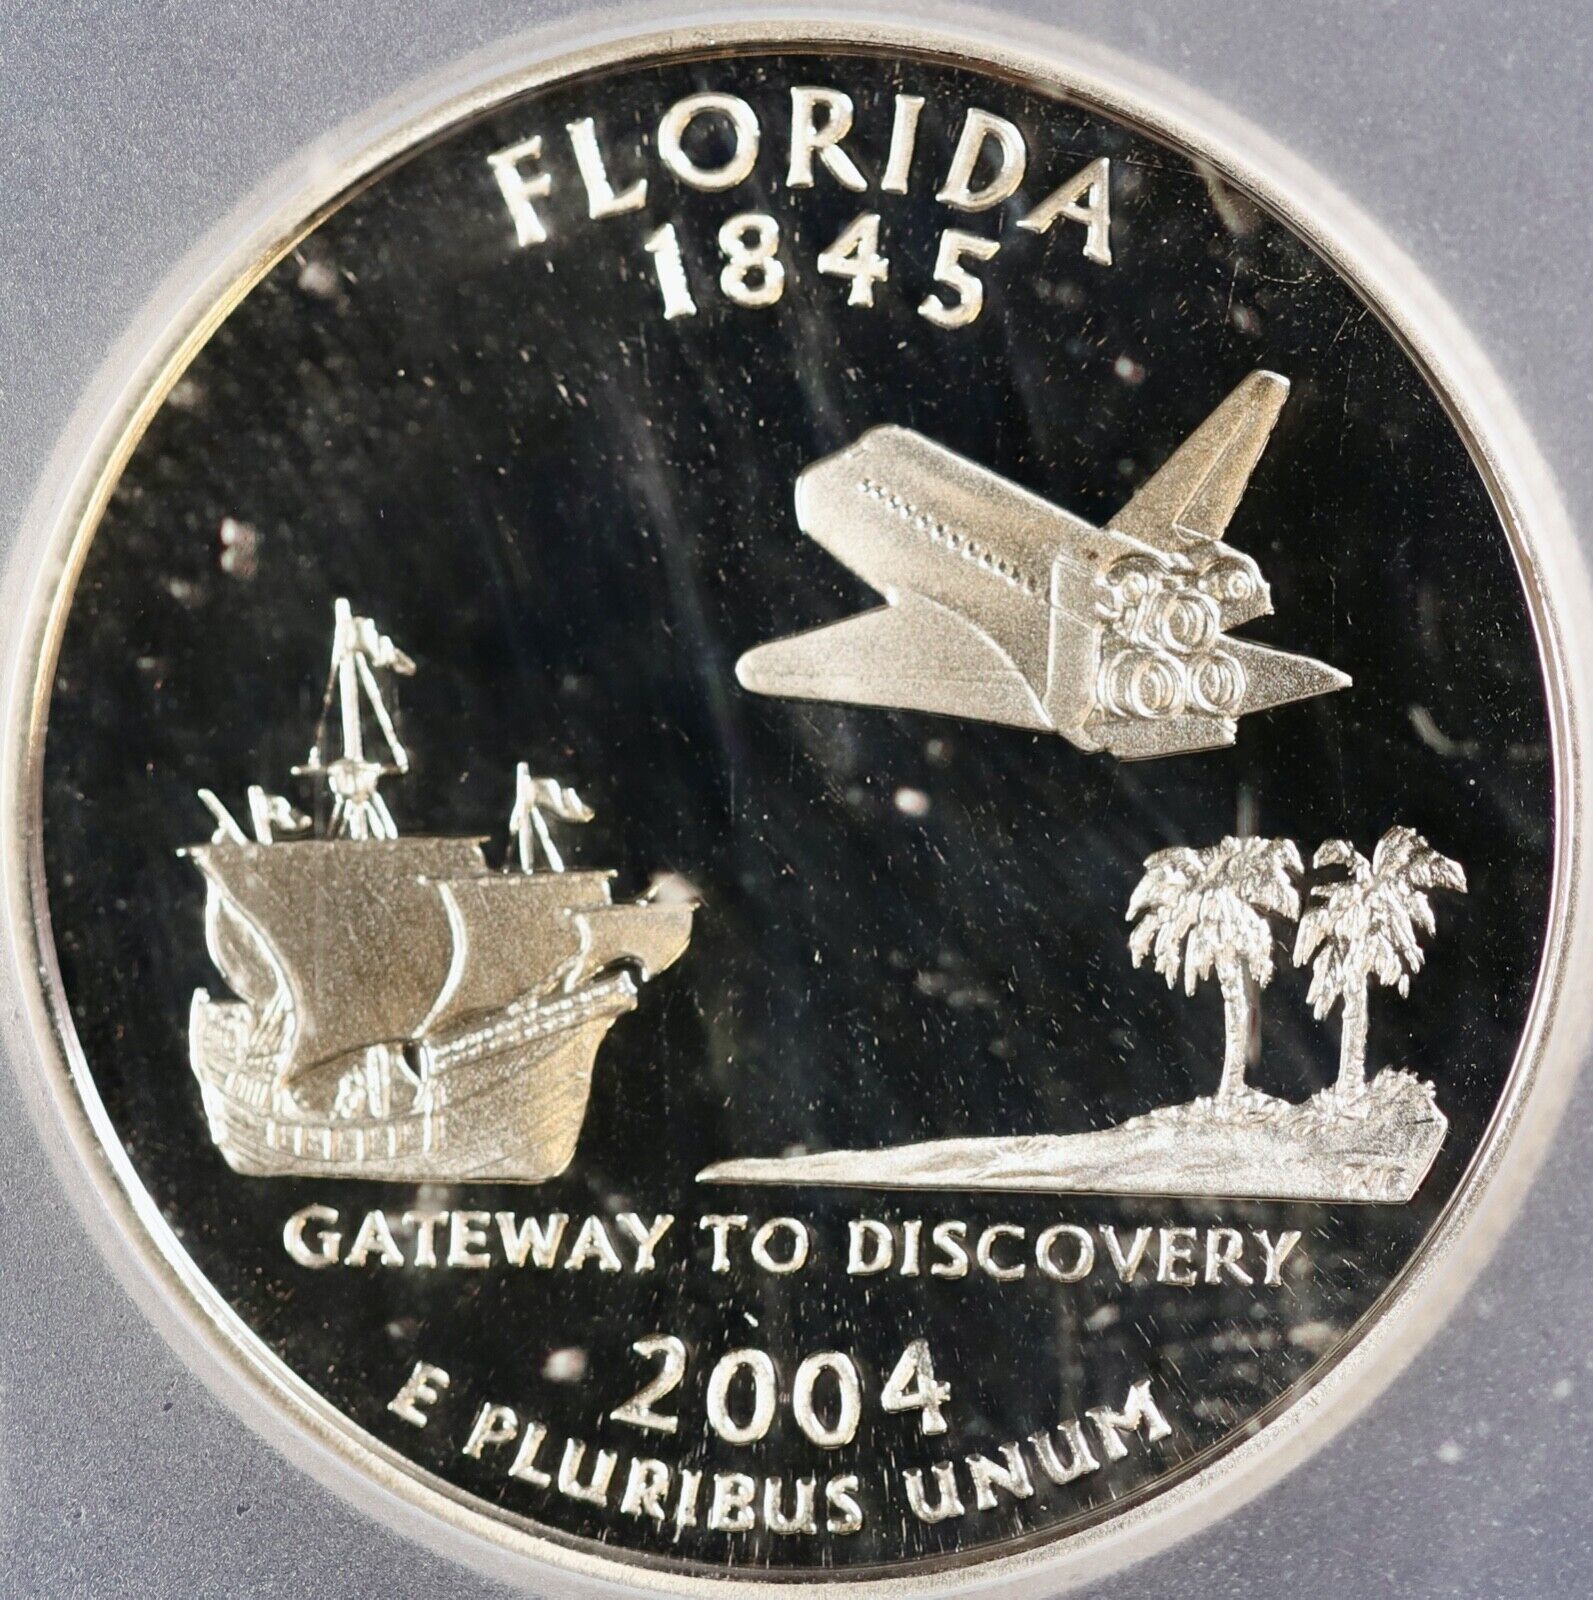 FLORIDA
1845
GATEWAY TO DISCOVERY
2004
E PLURIBUS UNUM